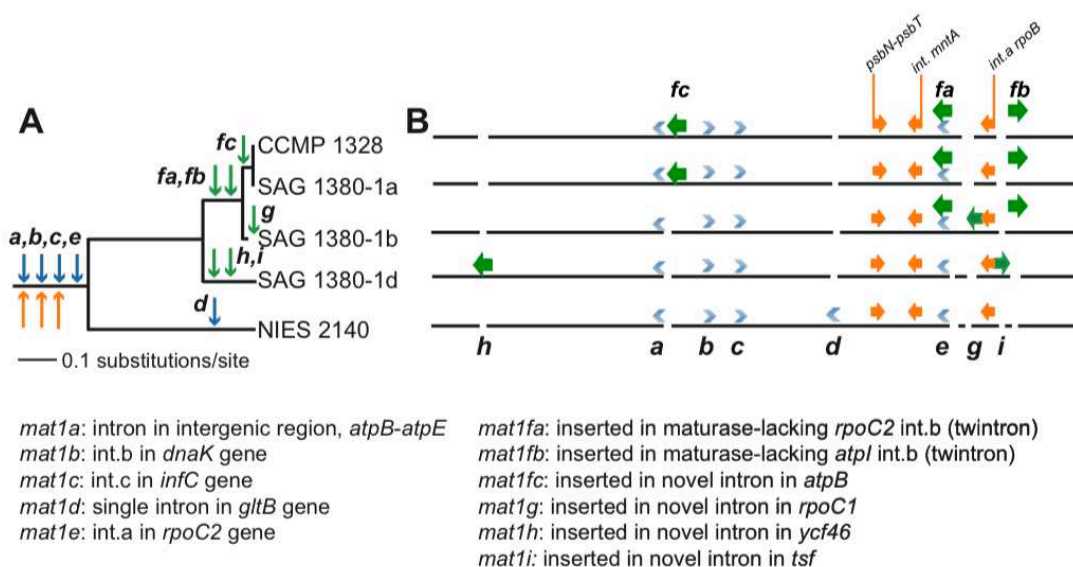 psbN-psbT
int. mntA
int.a rpoB
A
B
fc
fa
fb
fc
CCMP 1328
fa,fb
SAG 1380-1a
g
a,b,c,e
SAG 1380-1b
h,i
SAG 1380-1d
d
NIES 2140
h
a
b
c
d
e
g
i
0.1 substitutions/site
mat1a: intron in intergenic region, atpB-atpE
mat1b: int.b in dnaK gene
mat1c: int.c in infC gene
mat1d: single intron in gltB gene
mat1e: int.a in rpoC2 gene
mat1fa: inserted in maturase-lacking rpoC2 int.b (twintron)
mat1fb: inserted in maturase-lacking atpI int.b (twintron)
mat1fc: inserted in novel intron in atpB
mat1g: inserted in novel intron in rpoC1
mat1h: inserted in novel intron in ycf46
mat1i: inserted in novel intron in tsf